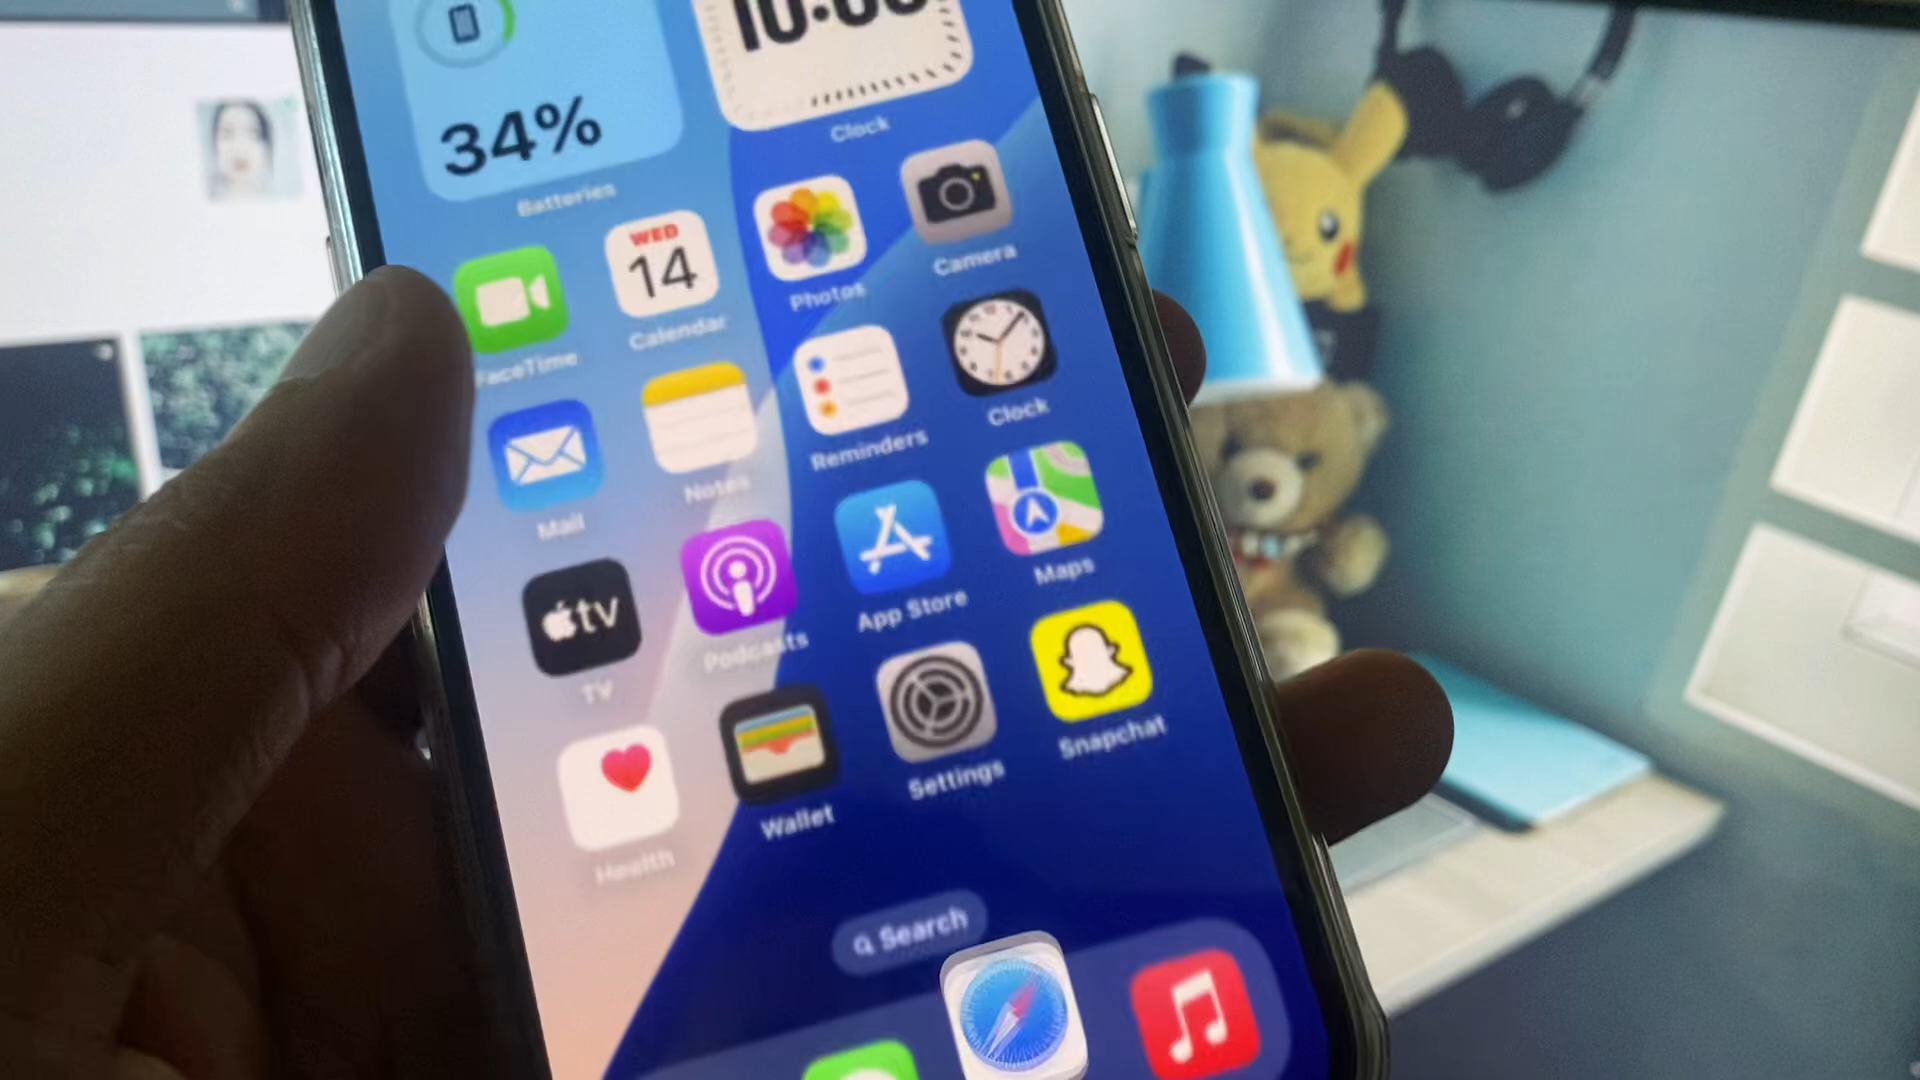 34%
Batteries
Clock
FaceTime
WED
14
Calendar
Photos
Camera
Mail
Notes
Reminders
Clock
tv
TV
Podcasts
App Store
Maps
Health
Wallet
Settings
Snapchat
Search